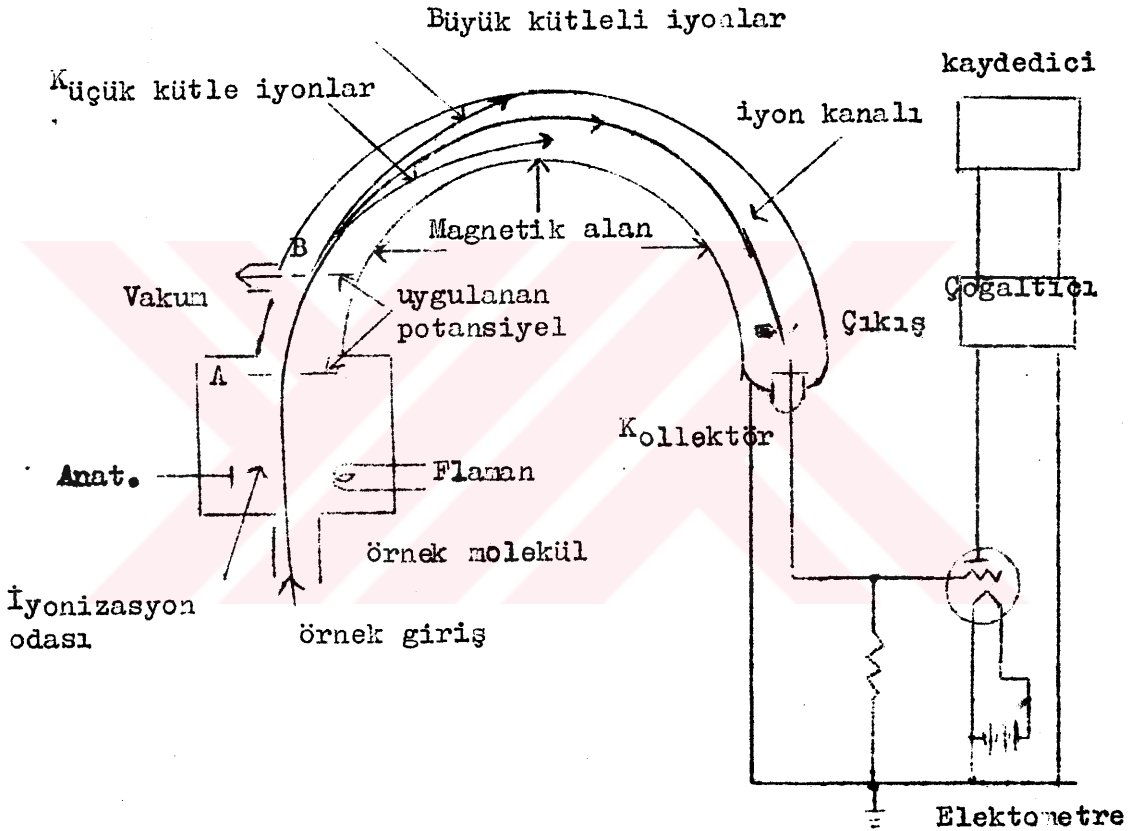 Büyük kütleli iyonlar
Küçük kütle iyonlar
kaydedici
iyon kanalı
B
Magnetik alan
Vakum
uygulanan
potansiyel
Çoğaltıcı
Çıkış
A
Kollektör
Anat.
Flaman
örnek molekül
İyonizasyon
odası
örnek giriş
Elektometre